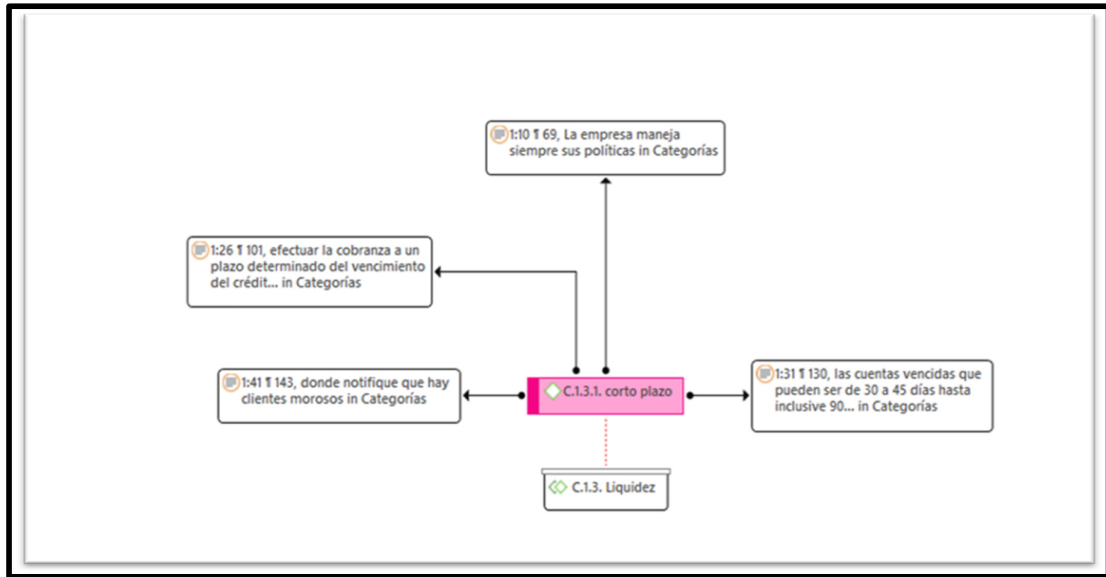 1:10 ¶ 69, La empresa maneja
siempre sus políticas in Categorías
1:26 ¶ 101, efectuar la cobranza a un
plazo determinado del vencimiento
del crédit... in Categorías
1:41 ¶ 143, donde notifique que hay
clientes morosos in Categorías
C.1.3.1. corto plazo
1:31 ¶ 130, las cuentas vencidas que
pueden ser de 30 a 45 días hasta
inclusive 90... in Categorías
C.1.3. Liquidez